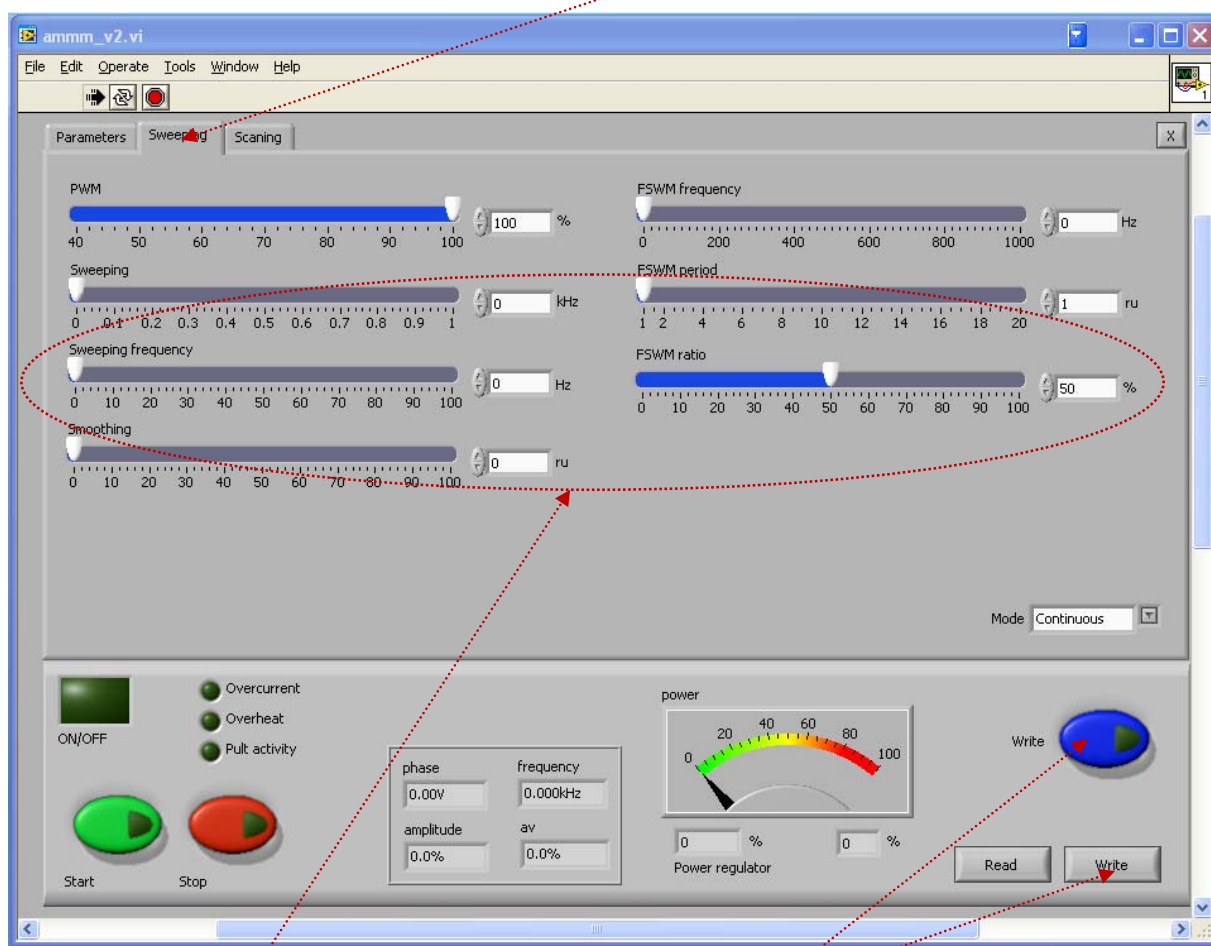 ammm_v2.vi
File Edit Operate Tools Window Help
1
Parameters Sweeping Scaning
X
PWM
100 %
40 50 60 70 80 90 100
Sweeping
0 kHz
0 0.1 0.2 0.3 0.4 0.5 0.6 0.7 0.8 0.9 1
Sweeping frequency
0 Hz
0 10 20 30 40 50 60 70 80 90 100
Smoothing
0 ru
0 10 20 30 40 50 60 70 80 90 100
FSWM frequency
0 Hz
0 200 400 600 800 1000
FSWM period
1 ru
1 2 4 6 8 10 12 14 16 18 20
FSWM ratio
50 %
0 10 20 30 40 50 60 70 80 90 100
Mode Continuous
ON/OFF
Overcurrent
Overheat
Pult activity
Start Stop
phase frequency
0.00V 0.000kHz
amplitude av
0.0% 0.0%
power
0 20 40 60 80 100
0 % 0 %
Power regulator
Write
Read Write